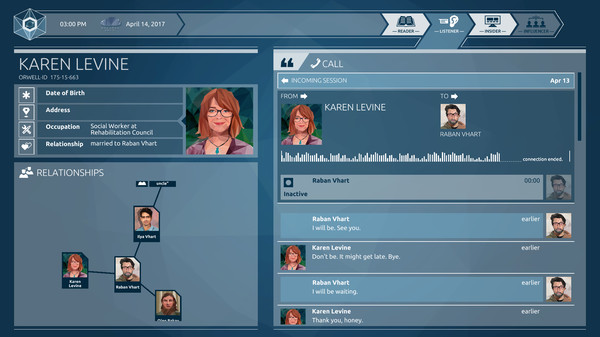 03:00 PM
April 14, 2017
READER
LISTENER
INSIDER
INFLUENCER
KAREN LEVINE
ORWELL-ID 175-15-663
Date of Birth
Address
Occupation
Social Worker at
Rehabilitation Council
Relationship
married to Raban Vhart
RELATIONSHIPS
uncle"
Ilya Vhart
Karen
Levine
Raban Vhart
CALL
INCOMING SESSION
Apr 13
FROM
KAREN LEVINE
TO
RABAN VHART
connection ended.
Raban Vhart
00:00
Inactive
Raban Vhart
earlier
I will be. See you.
Karen Levine
earlier
Don't be. It might get late. Bye.
Raban Vhart
earlier
I will be waiting.
Karen Levine
earlier
Thank you, honey.